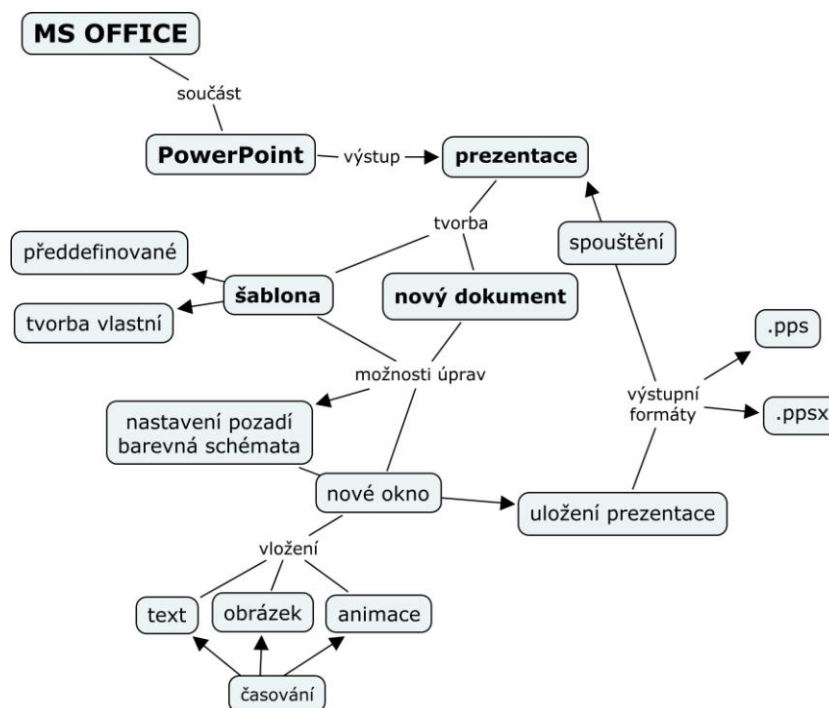 MS OFFICE
součást
PowerPoint
výstup
prezentace
tvorba
spouštění
předdefinované
šablona
nový dokument
tvorba vlastní
.pps
možnosti úprav
výstupní
formáty
.ppsx
nastavení pozadí
barevná schémata
nové okno
uložení prezentace
vložení
text
obrázek
animace
časování